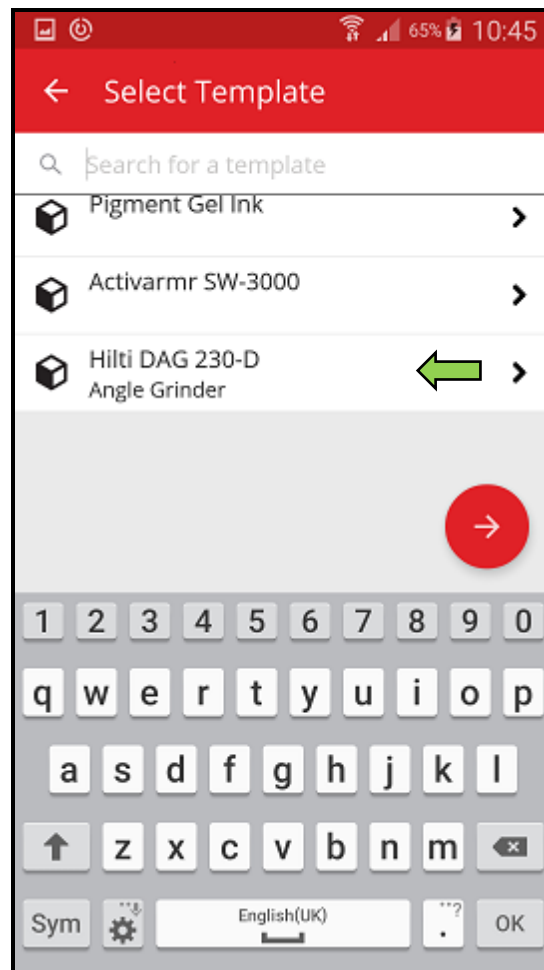 65% 10:45
Select Template
Search for a template
Pigment Gel Ink
Activarmr SW-3000
Hilti DAG 230-D
Angle Grinder
1 2 3 4 5 6 7 8 9 0
q w e r t y u i o p
a s d f g h j k l
z x c v b n m
Sym English(UK) . ? OK